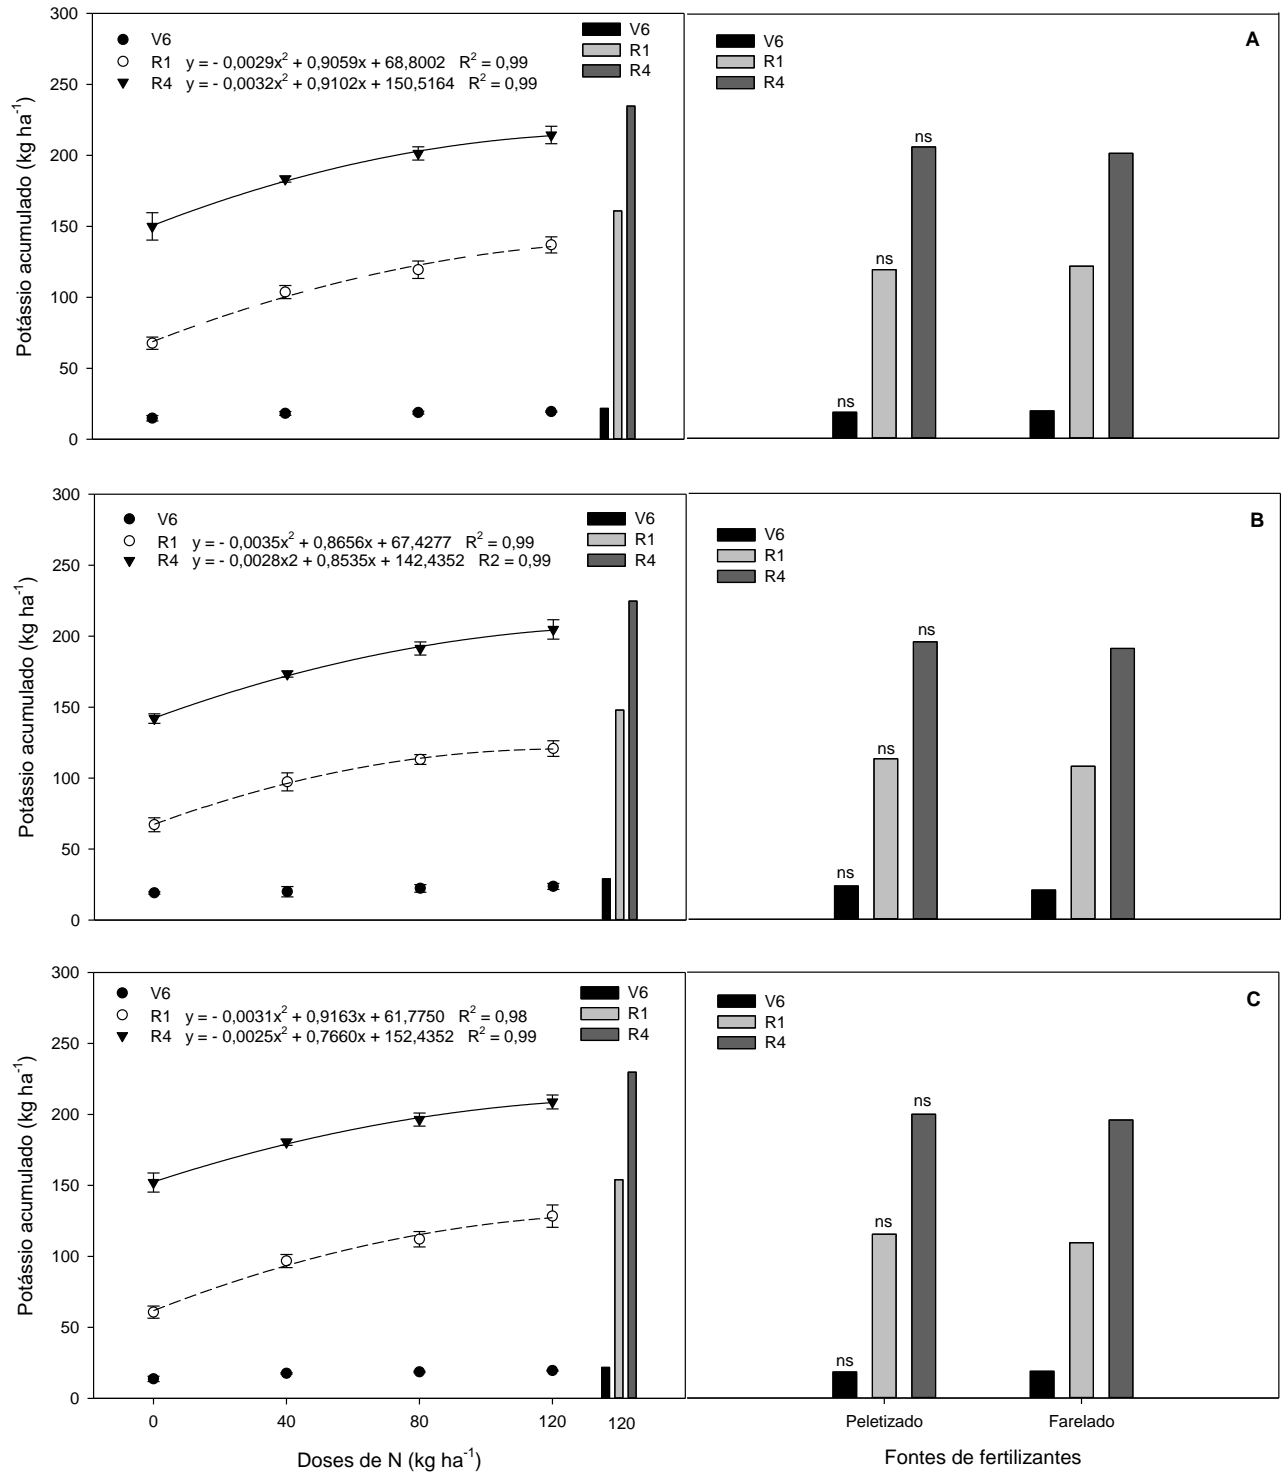 300
250
200
150
100
50
0
Potássio acumulado (kg ha⁻¹)
V6
R1 y = - 0,0029x² + 0,9059x + 68,8002 R² = 0,99
R4 y = - 0,0032x² + 0,9102x + 150,5164 R² = 0,99
V6
R1
R4
A
V6
R1
R4
ns
ns
ns
300
250
200
150
100
50
0
Potássio acumulado (kg ha⁻¹)
V6
R1 y = - 0,0035x² + 0,8656x + 67,4277 R² = 0,99
R4 y = - 0,0028x2 + 0,8535x + 142,4352 R2 = 0,99
V6
R1
R4
B
V6
R1
R4
ns
ns
ns
300
250
200
150
100
50
0
Potássio acumulado (kg ha⁻¹)
V6
R1 y = - 0,0031x² + 0,9163x + 61,7750 R² = 0,98
R4 y = - 0,0025x² + 0,7660x + 152,4352 R² = 0,99
V6
R1
R4
C
V6
R1
R4
ns
ns
ns
0 40 80 120 120
Doses de N (kg ha⁻¹)
Peletizado Farelado
Fontes de fertilizantes